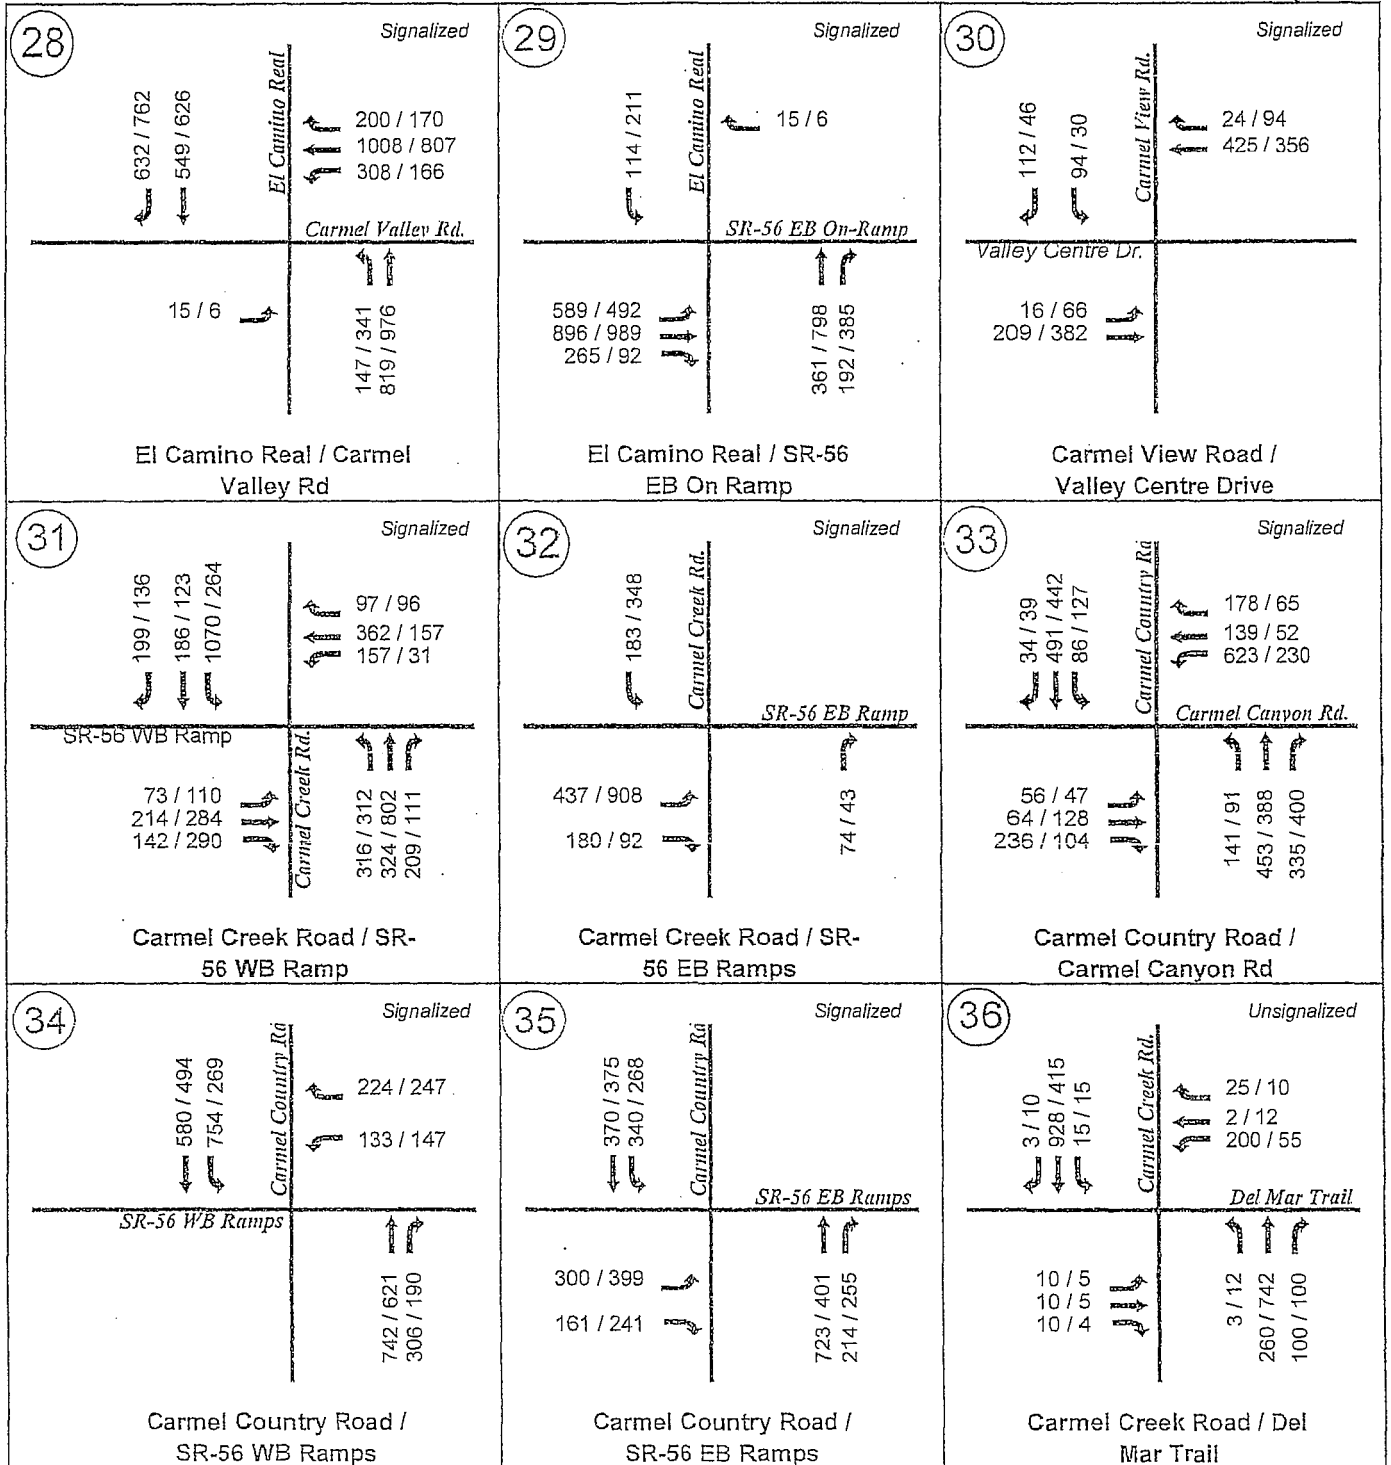 28
Signalized
El Camino Real
632 / 762
549 / 626
200 / 170
1008 / 807
308 / 166
Carmel Valley Rd.
15 / 6
147 / 341
819 / 976
El Camino Real / Carmel
Valley Rd
29
Signalized
El Camino Real
114 / 211
15 / 6
SR-56 EB On-Ramp
589 / 492
896 / 989
265 / 92
361 / 798
192 / 385
El Camino Real / SR-56
EB On Ramp
30
Signalized
Carmel View Rd.
112 / 46
94 / 30
24 / 94
425 / 356
Valley Centre Dr.
16 / 66
209 / 382
Carmel View Road /
Valley Centre Drive
31
Signalized
199 / 136
186 / 123
1070 / 264
97 / 96
362 / 157
157 / 31
SR-56 WB Ramp
Carmel Creek Rd.
73 / 110
214 / 284
142 / 290
316 / 312
324 / 802
209 / 111
Carmel Creek Road / SR-
56 WB Ramp
32
Signalized
Carmel Creek Rd.
183 / 348
SR-56 EB Ramp
437 / 908
180 / 92
74 / 43
Carmel Creek Road / SR-
56 EB Ramps
33
Signalized
Carmel Country Rd
34 / 39
491 / 442
86 / 127
178 / 65
139 / 52
623 / 230
Carmel Canyon Rd.
56 / 47
64 / 128
236 / 104
141 / 91
453 / 388
335 / 400
Carmel Country Road /
Carmel Canyon Rd
34
Signalized
Carmel Country Rd
580 / 494
754 / 269
224 / 247
133 / 147
SR-56 WB Ramps
742 / 621
306 / 190
Carmel Country Road /
SR-56 WB Ramps
35
Signalized
Carmel Country Rd
370 / 375
340 / 268
SR-56 EB Ramps
300 / 399
161 / 241
723 / 401
214 / 255
Carmel Country Road /
SR-56 EB Ramps
36
Unsignalized
Carmel Creek Rd.
3 / 10
928 / 415
15 / 15
25 / 10
2 / 12
200 / 55
Del Mar Trail
10 / 5
10 / 5
10 / 4
3 / 12
260 / 742
100 / 100
Carmel Creek Road / Del
Mar Trail